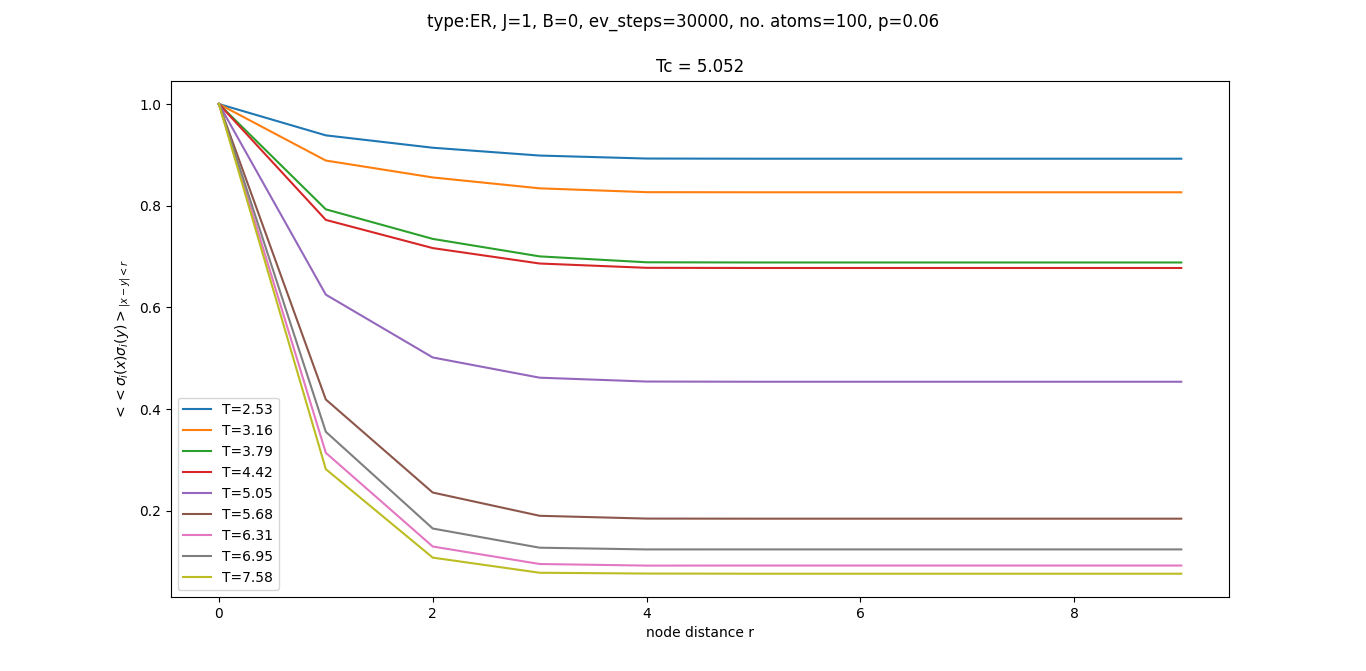 type:ER, J=1, B=0, ev_steps=30000, no. atoms=100, p=0.06
Tc = 5.052
< < σᵢ(x)σᵢ(y) > |x − y| < r
1.0
0.8
0.6
0.4
0.2
T=2.53
T=3.16
T=3.79
T=4.42
T=5.05
T=5.68
T=6.31
T=6.95
T=7.58
0 2 4 6 8
node distance r